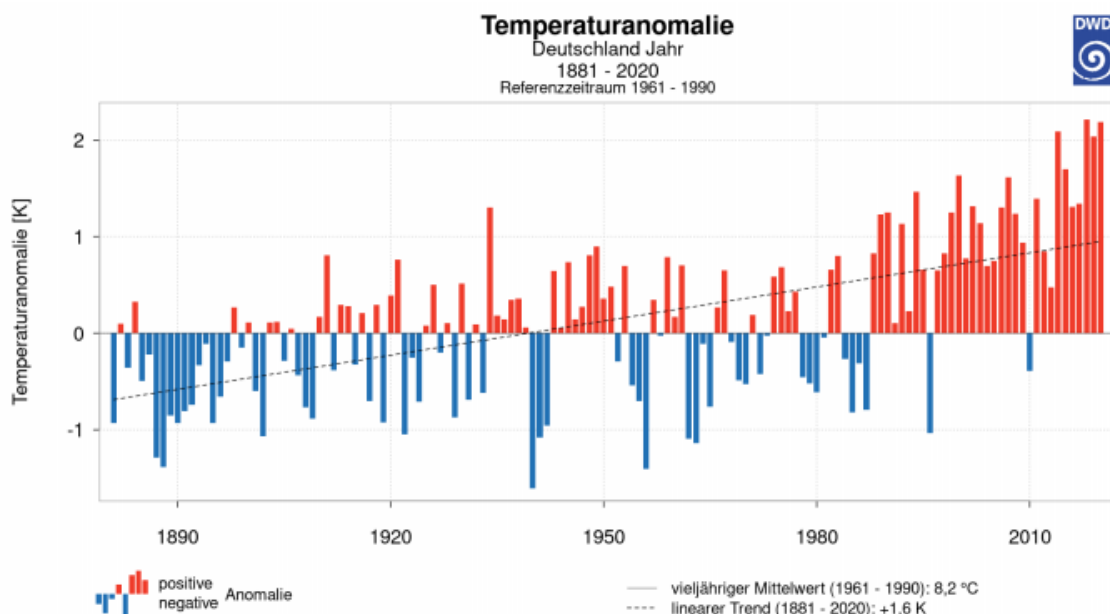 Temperaturanomalie
Deutschland Jahr
1881 - 2020
Referenzzeitraum 1961 - 1990
DWD
Temperaturanomalie [K]
2
1
0
-1
1890 1920 1950 1980 2010
positive
negative
Anomalie
vieljähriger Mittelwert (1961 - 1990): 8,2 °C
linearer Trend (1881 - 2020): +1.6 K